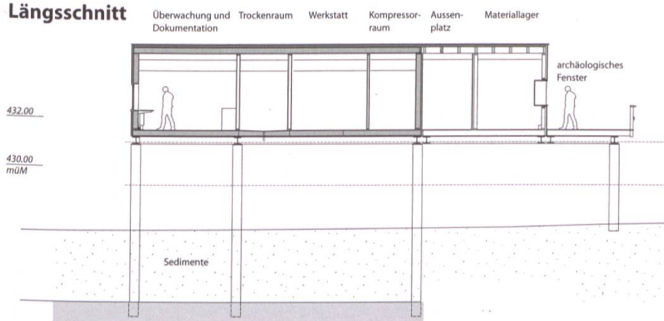 Längsschnitt
Überwachung und
Dokumentation
Trockenraum
Werkstatt
Kompressor-
raum
Aussen-
platz
Materiallager
archäologisches
Fenster
432.00
430.00
müM
Sedimente